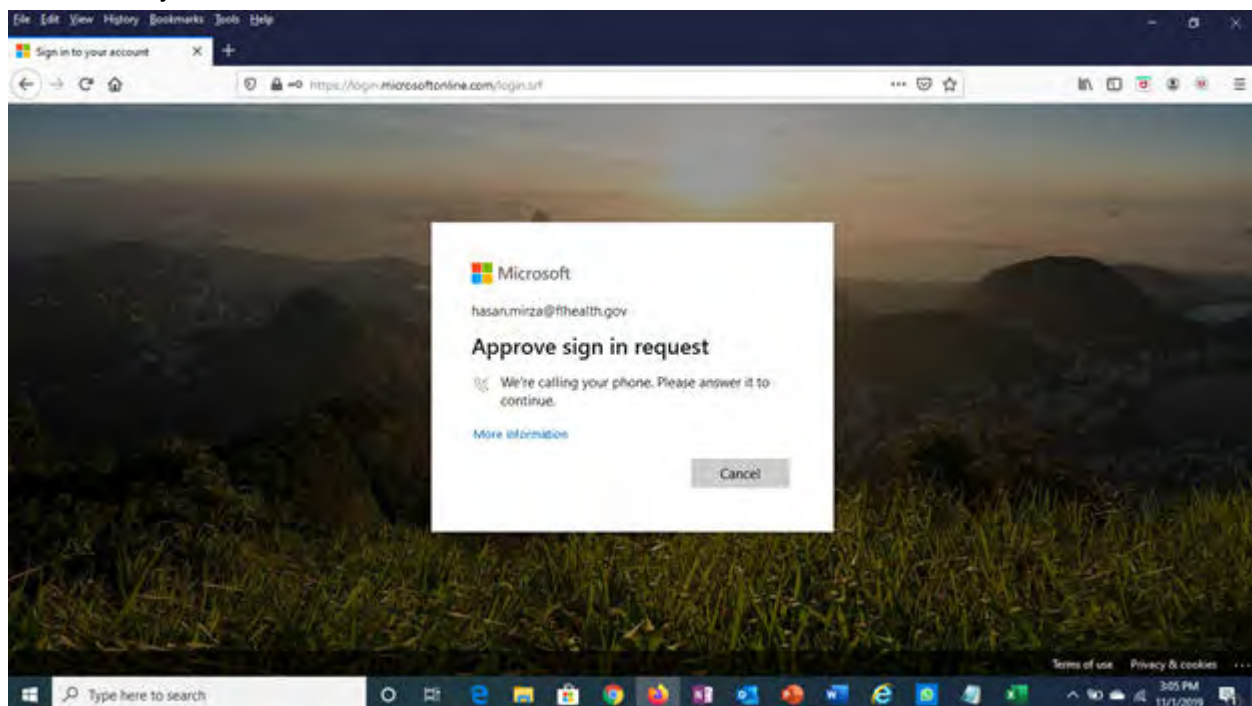 File Edit View History Bookmarks Tools Help
Sign in to your account
https://login.microsoftonline.com/login.srf
Microsoft
hasan.mirza@flhealth.gov
Approve sign in request
We're calling your phone. Please answer it to
continue.
More information
Cancel
Terms of use Privacy & cookies
Type here to search
3:05 PM
11/1/2019